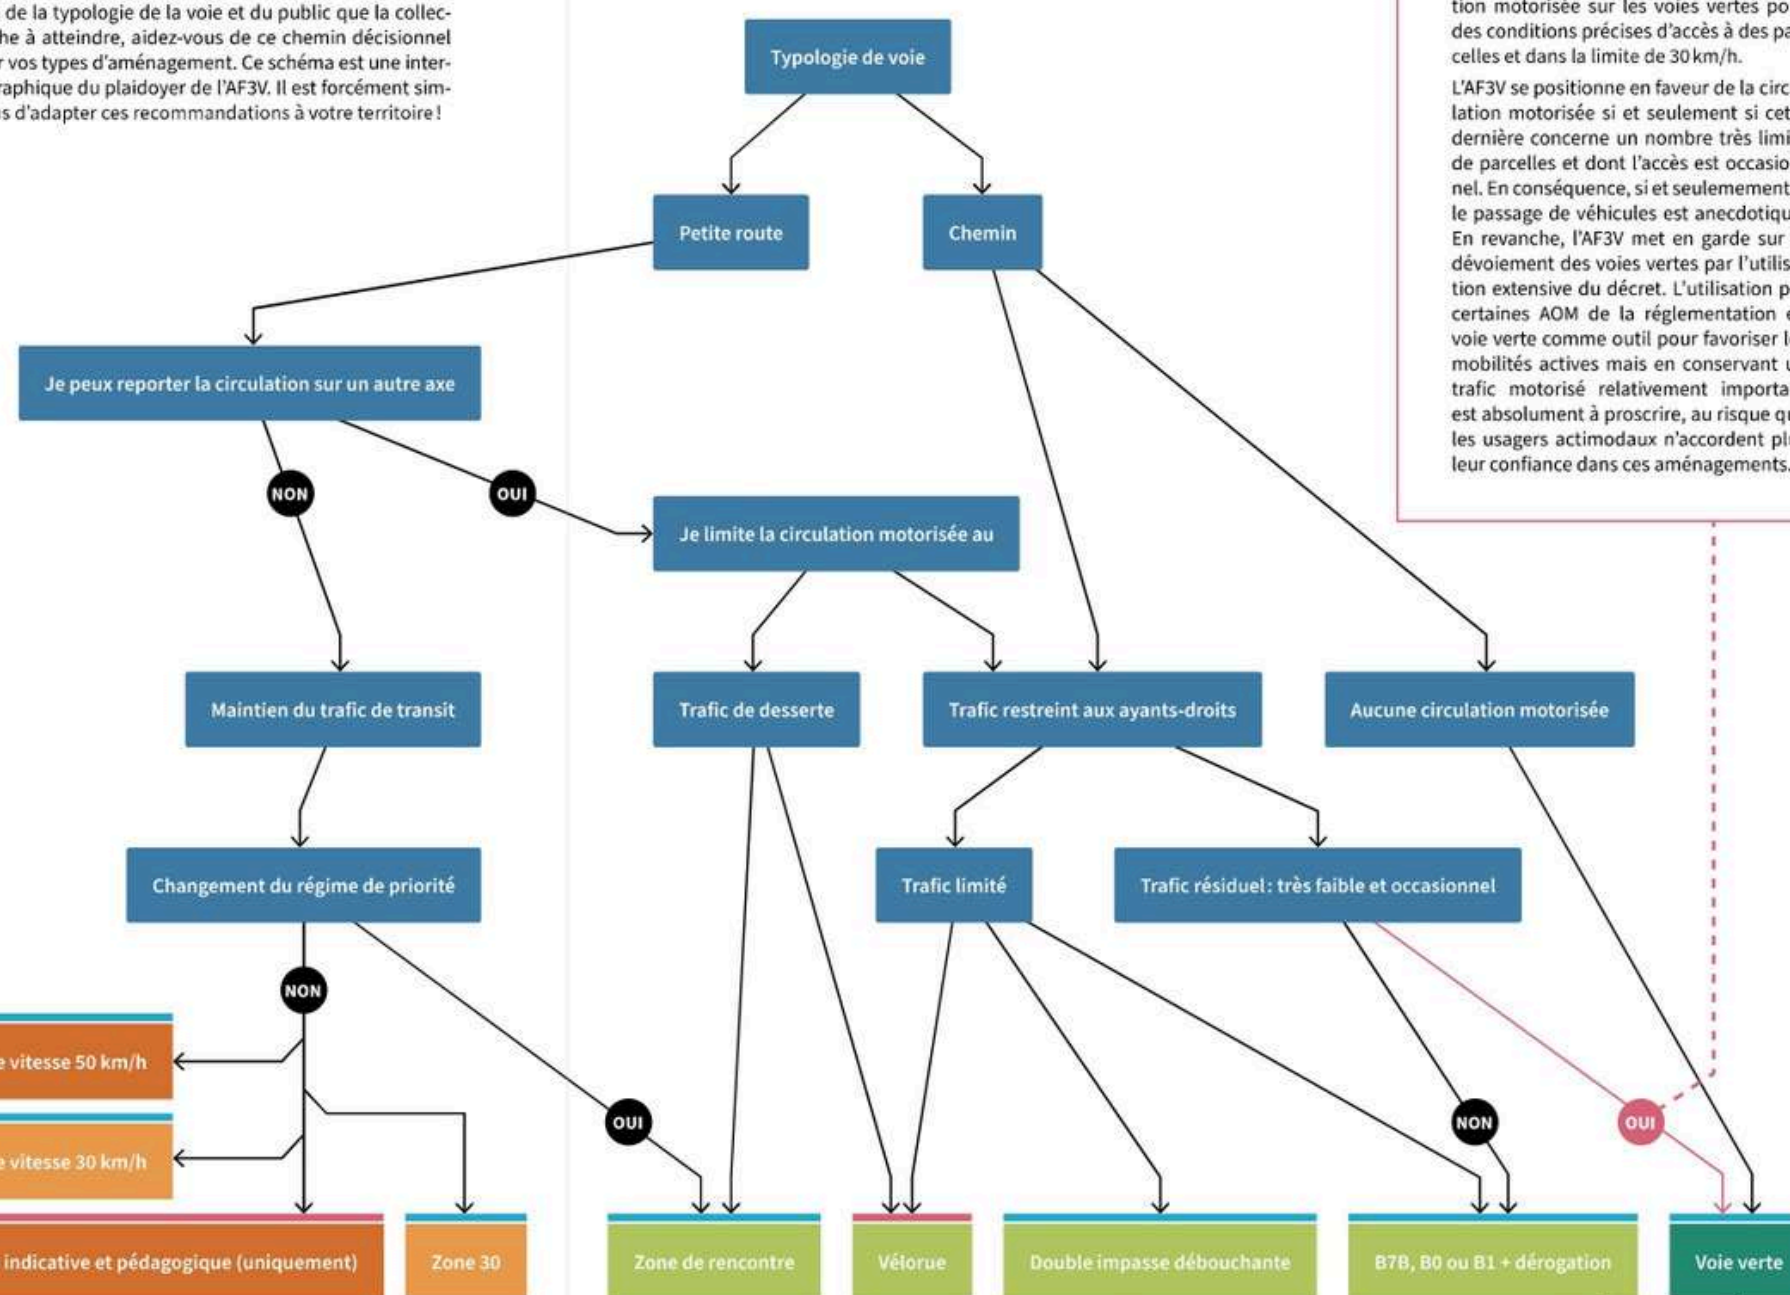 de la typologie de la voie et du public que la collec-
he à atteindre, aidez-vous de ce chemin décisionnel
r vos types d'aménagement. Ce schéma est une inter-
raphique du plaidoyer de l'AF3V. Il est forcément sim-
s d'adapter ces recommandations à votre territoire !
tion motorisée sur les voies vertes po
des conditions précises d'accès à des pa
celles et dans la limite de 30 km/h.
L'AF3V se positionne en faveur de la circ
lation motorisée si et seulement si cet
dernière concerne un nombre très limi
de parcelles et dont l'accès est occasio
nel. En conséquence, si et seulemement
le passage de véhicules est anecdotiqu
En revanche, l'AF3V met en garde sur
dévoiement des voies vertes par l'utilis
tion extensive du décret. L'utilisation p
certaines AOM de la réglementation e
voie verte comme outil pour favoriser l
mobilités actives mais en conservant u
trafic motorisé relativement importa
est absolument à proscrire, au risque qu
les usagers actimodaux n'accordent pl
leur confiance dans ces aménagements.
Typologie de voie
Petite route
Chemin
Je peux reporter la circulation sur un autre axe
NON
OUI
Je limite la circulation motorisée au
Maintien du trafic de transit
Trafic de desserte
Trafic restreint aux ayants-droits
Aucune circulation motorisée
Changement du régime de priorité
Trafic limité
Trafic résiduel : très faible et occasionnel
NON
e vitesse 50 km/h
OUI
NON
OUI
e vitesse 30 km/h
indicative et pédagogique (uniquement)
Zone 30
Zone de rencontre
Vélorue
Double impasse débouchante
B7B, B0 ou B1 + dérogation
Voie verte